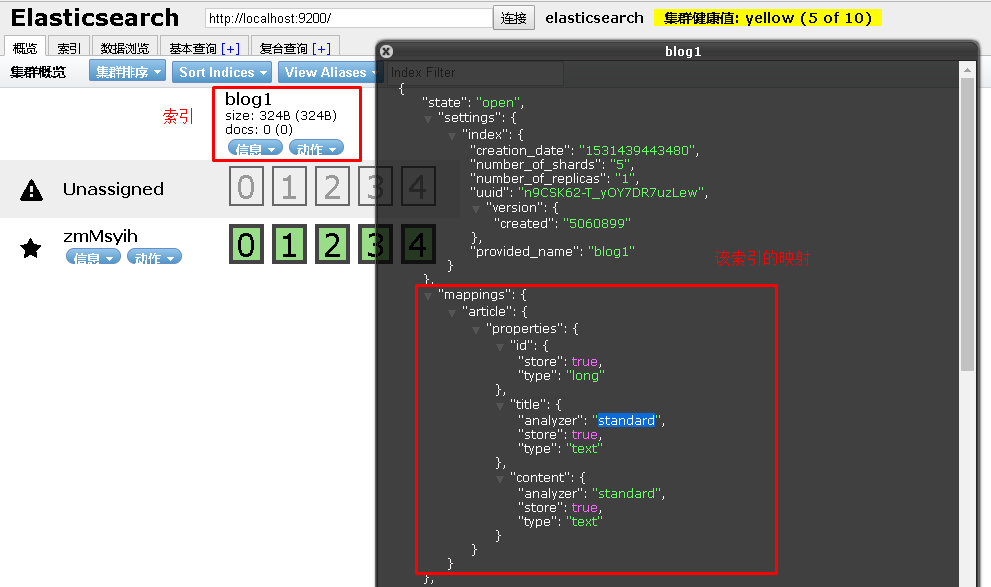 Elasticsearch
http://localhost:9200/
连接
elasticsearch
集群健康值: yellow (5 of 10)
概览
索引
数据浏览
基本查询 [+]
复合查询 [+]
集群概览
集群排序
Sort Indices
View Aliases
Index Filter
索引
blog1
size: 324B (324B)
docs: 0 (0)
信息
动作
Unassigned
0 1 2 3 4
zmMsyih
信息
动作
0 1 2 3 4
blog1
{
"state": "open",
"settings": {
"index": {
"creation_date": "1531439443480",
"number_of_shards": "5",
"number_of_replicas": "1",
"uuid": "n9CSK62-T_yOY7DR7uzLew",
"version": {
"created": "5060899"
},
"provided_name": "blog1"
}
},
该索引的映射
"mappings": {
"article": {
"properties": {
"id": {
"store": true,
"type": "long"
},
"title": {
"analyzer": "standard",
"store": true,
"type": "text"
},
"content": {
"analyzer": "standard",
"store": true,
"type": "text"
}
}
}
},